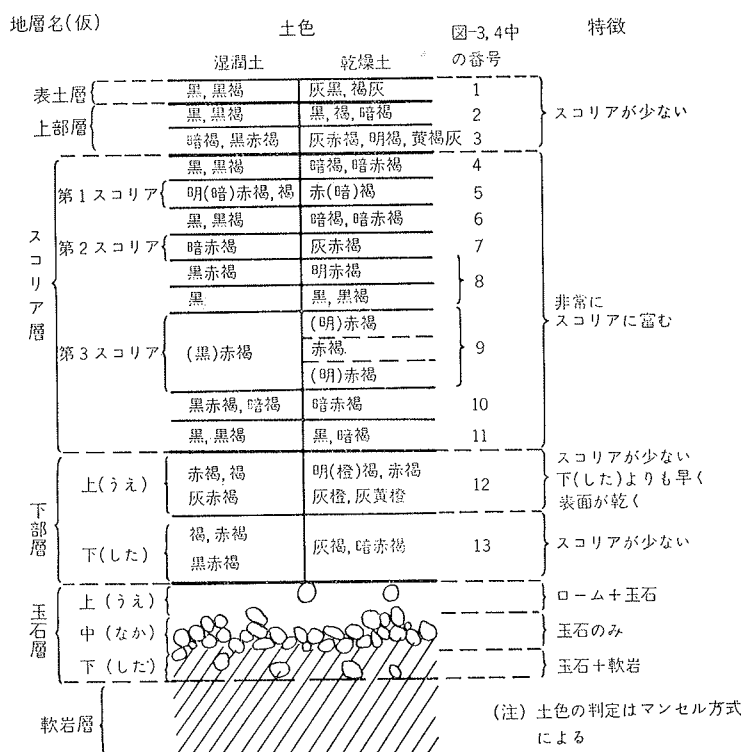 地層名(仮) 土色 図-3, 4中の番号 特徴
湿潤土 乾燥土
表土層 黒, 黒褐 灰黒, 褐灰 1
上部層 黒, 黒褐 黒, 褐, 暗褐 2 スコリアが少ない
暗褐, 黒赤褐 灰赤褐, 明褐, 黄褐灰 3
スコリア層
黒, 黒褐 暗褐, 暗赤褐 4
第1スコリア 明(暗)赤褐, 褐 赤(暗)褐 5
黒, 黒褐 暗褐, 暗赤褐 6
第2スコリア 暗赤褐 灰赤褐 7
黒赤褐 明赤褐 8
黒 黒, 黒褐
非常にスコリアに富む
第3スコリア (黒)赤褐 (明)赤褐 9
赤褐
(明)赤褐
黒赤褐, 暗褐 暗赤褐 10
黒, 黒褐 黒, 暗褐 11
下部層
上(うえ) 赤褐, 褐 明(橙)褐, 赤褐 12 スコリアが少ない
灰赤褐 灰橙, 灰黄橙 下(した)よりも早く
表面が乾く
下(した) 褐, 赤褐 灰褐, 暗赤褐 13 スコリアが少ない
黒赤褐
玉石層
上(うえ) ローム+玉石
中(なか) 玉石のみ
下(した) 玉石+軟岩
軟岩層
(注) 土色の判定はマンセル方式
による